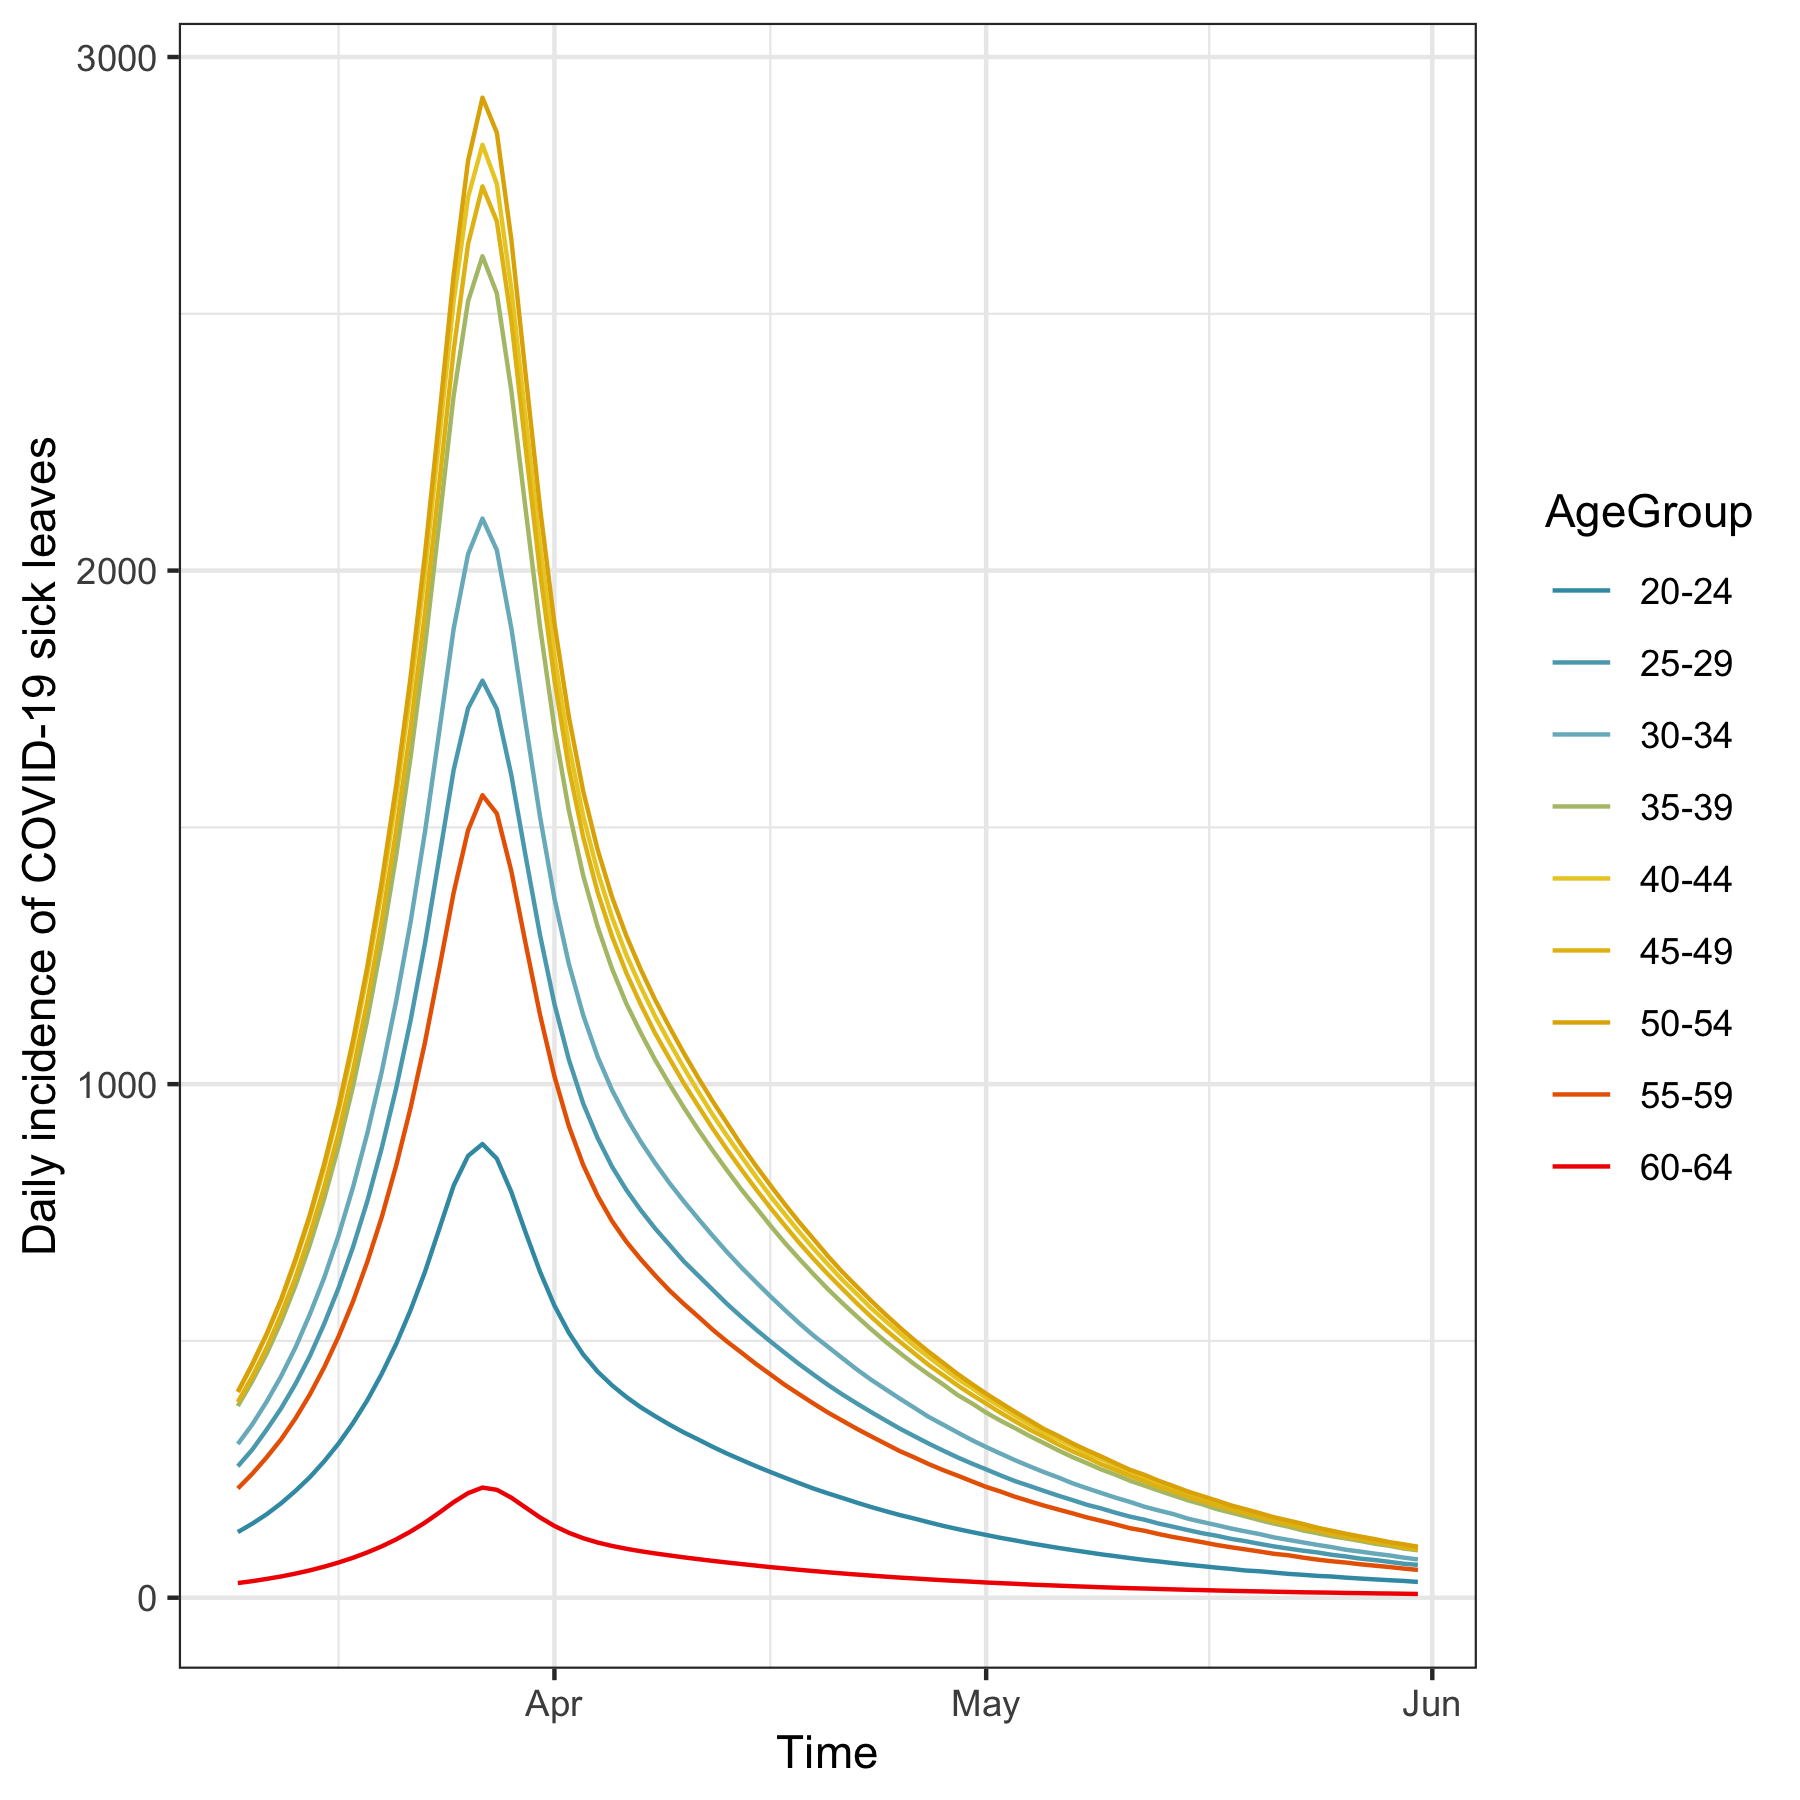 3000
2000
1000
0
Daily incidence of COVID-19 sick leaves
Apr
May
Jun
Time
AgeGroup
20-24
25-29
30-34
35-39
40-44
45-49
50-54
55-59
60-64